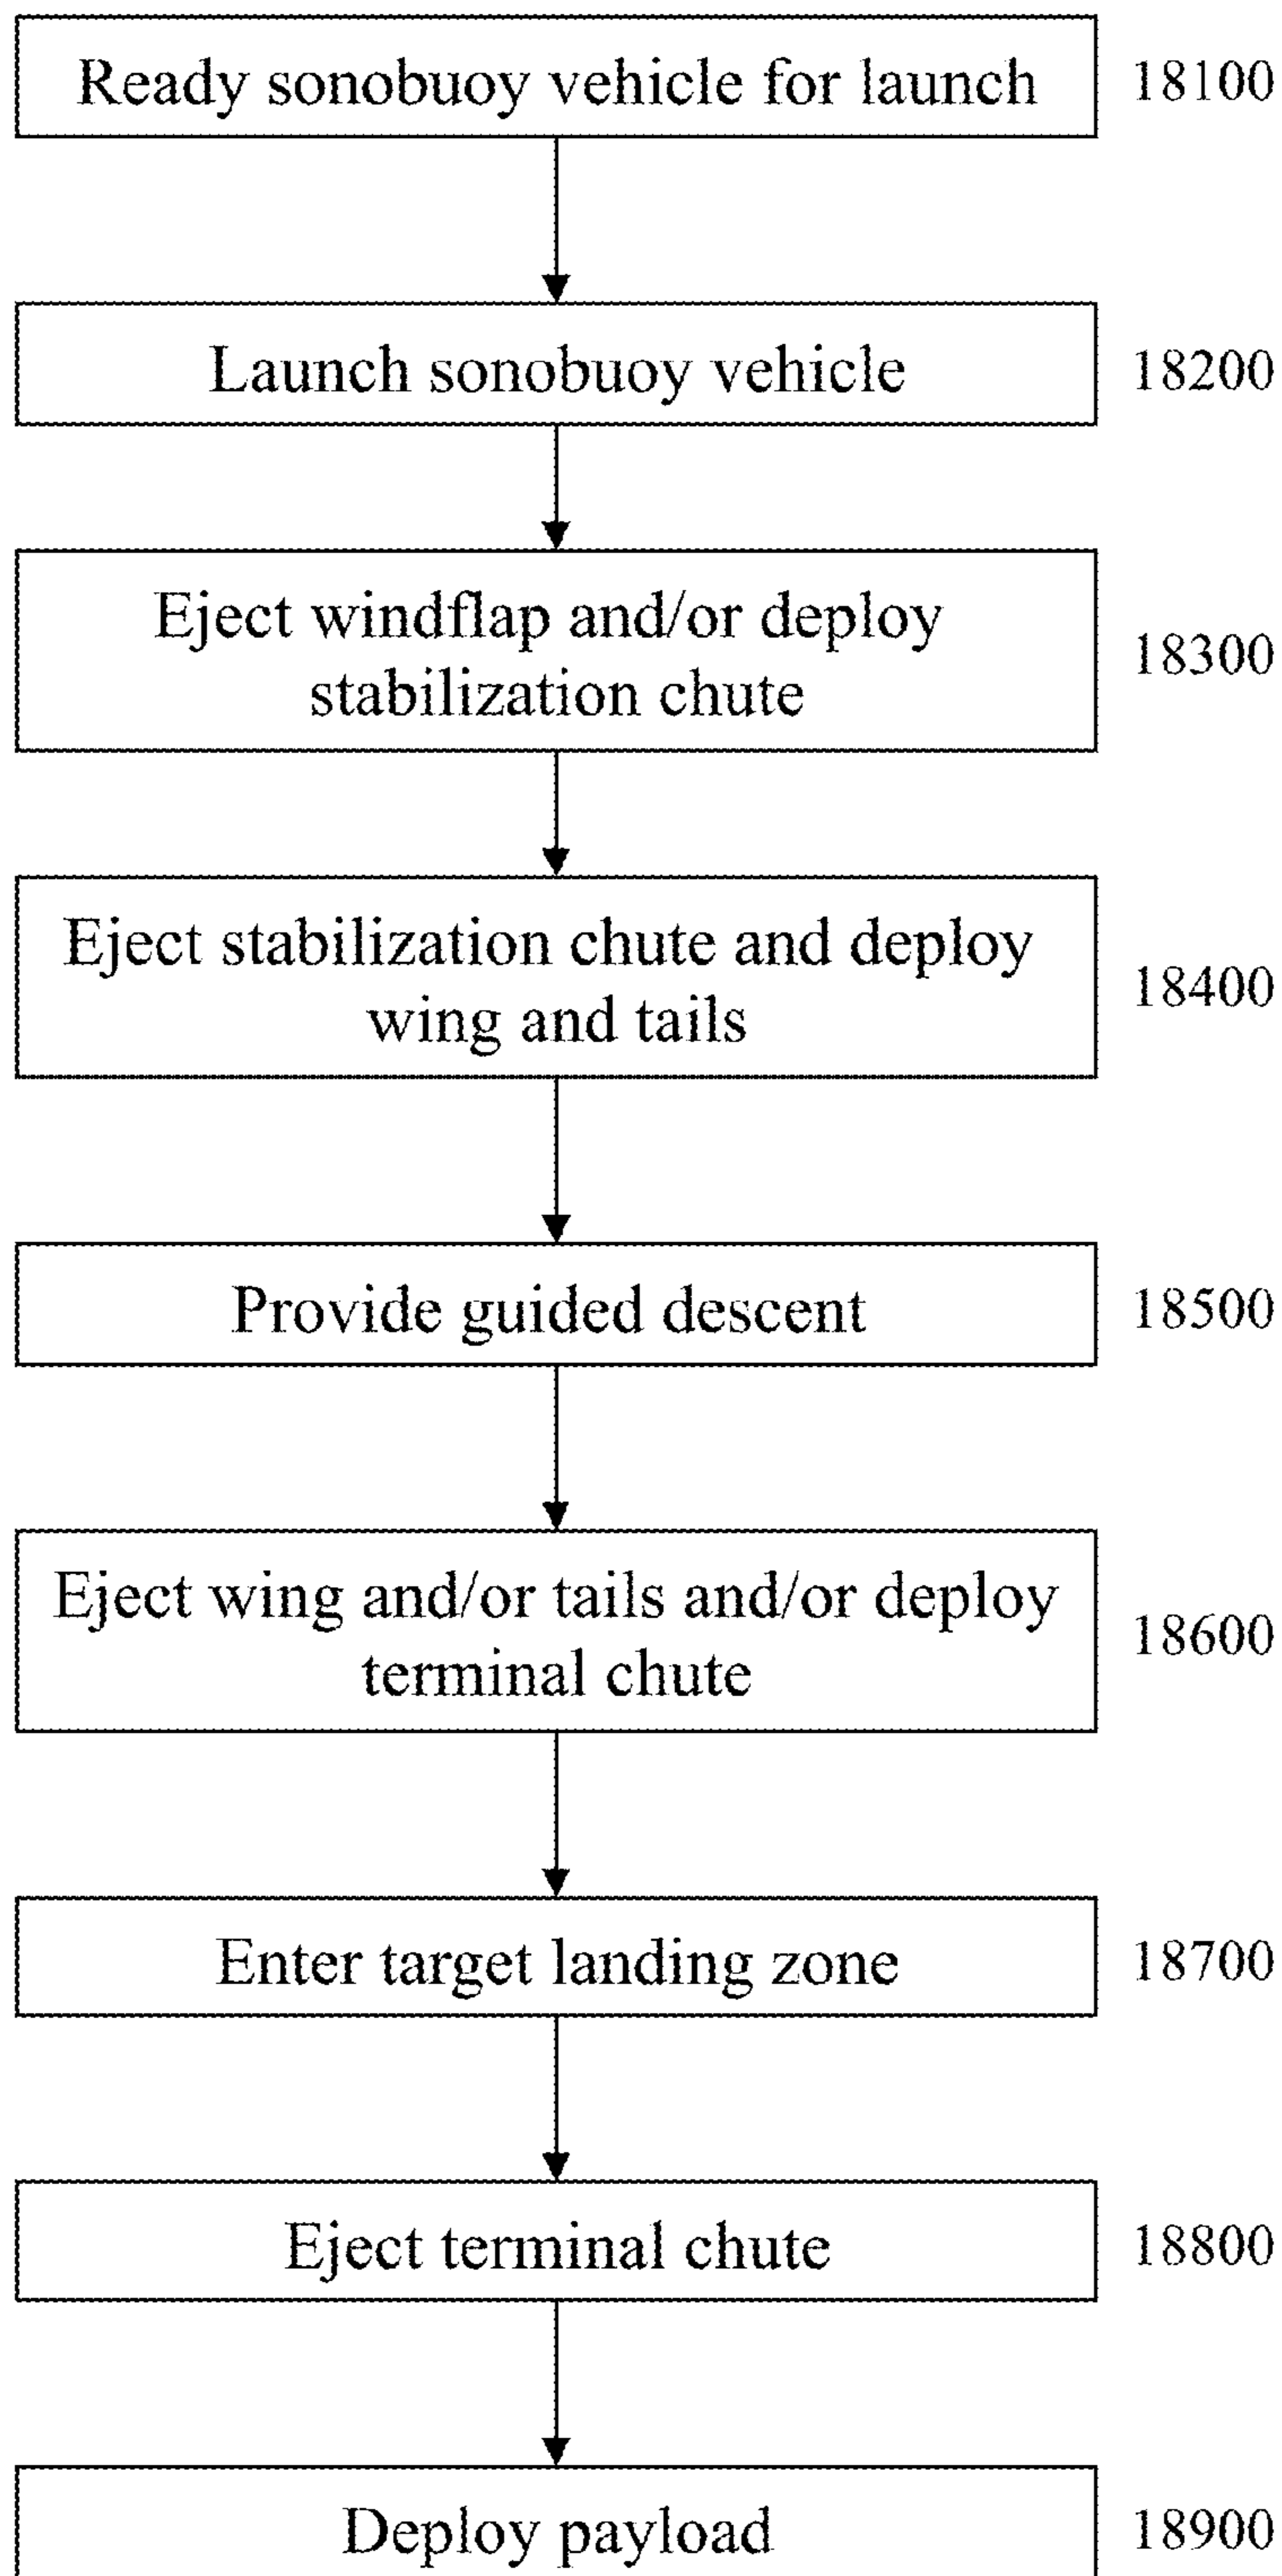 Ready sonobuoy vehicle for launch 18100
Launch sonobuoy vehicle 18200
Eject windflap and/or deploy
stabilization chute 18300
Eject stabilization chute and deploy
wing and tails 18400
Provide guided descent 18500
Eject wing and/or tails and/or deploy
terminal chute 18600
Enter target landing zone 18700
Eject terminal chute 18800
Deploy payload 18900